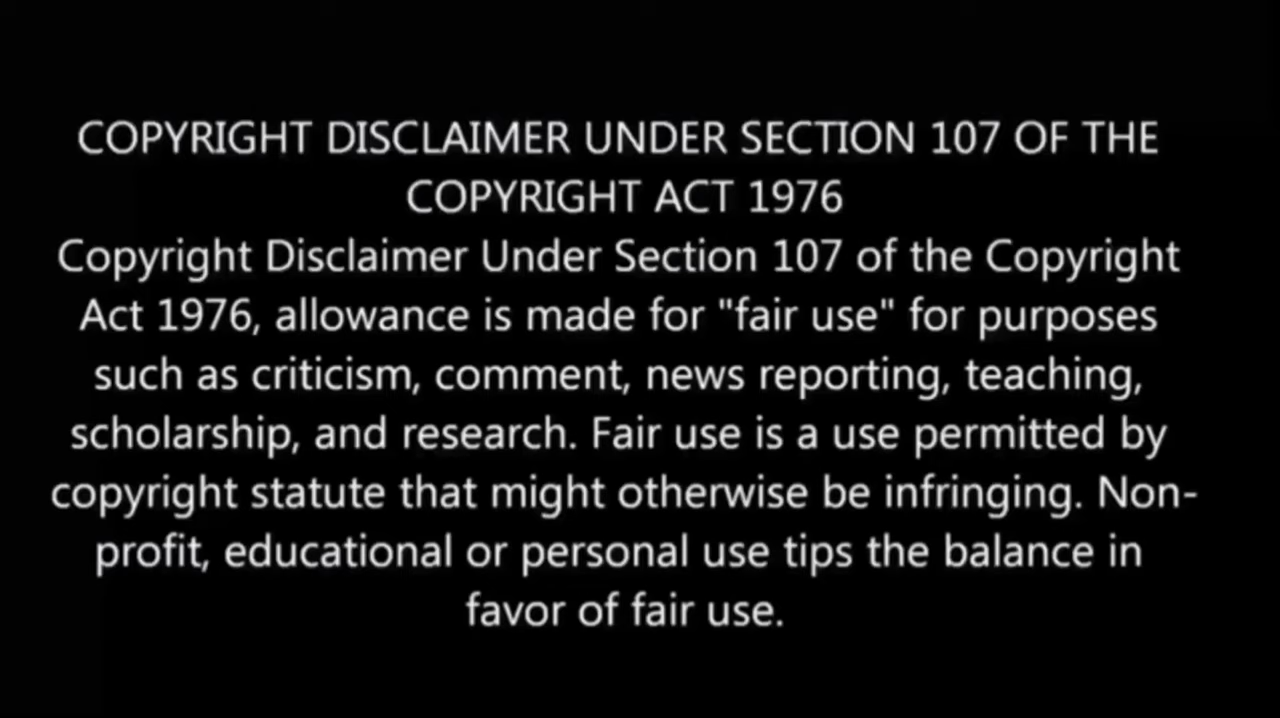 COPYRIGHT DISCLAIMER UNDER SECTION 107 OF THE
COPYRIGHT ACT 1976
Copyright Disclaimer Under Section 107 of the Copyright
Act 1976, allowance is made for "fair use" for purposes
such as criticism, comment, news reporting, teaching,
scholarship, and research. Fair use is a use permitted by
copyright statute that might otherwise be infringing. Non-
profit, educational or personal use tips the balance in
favor of fair use.